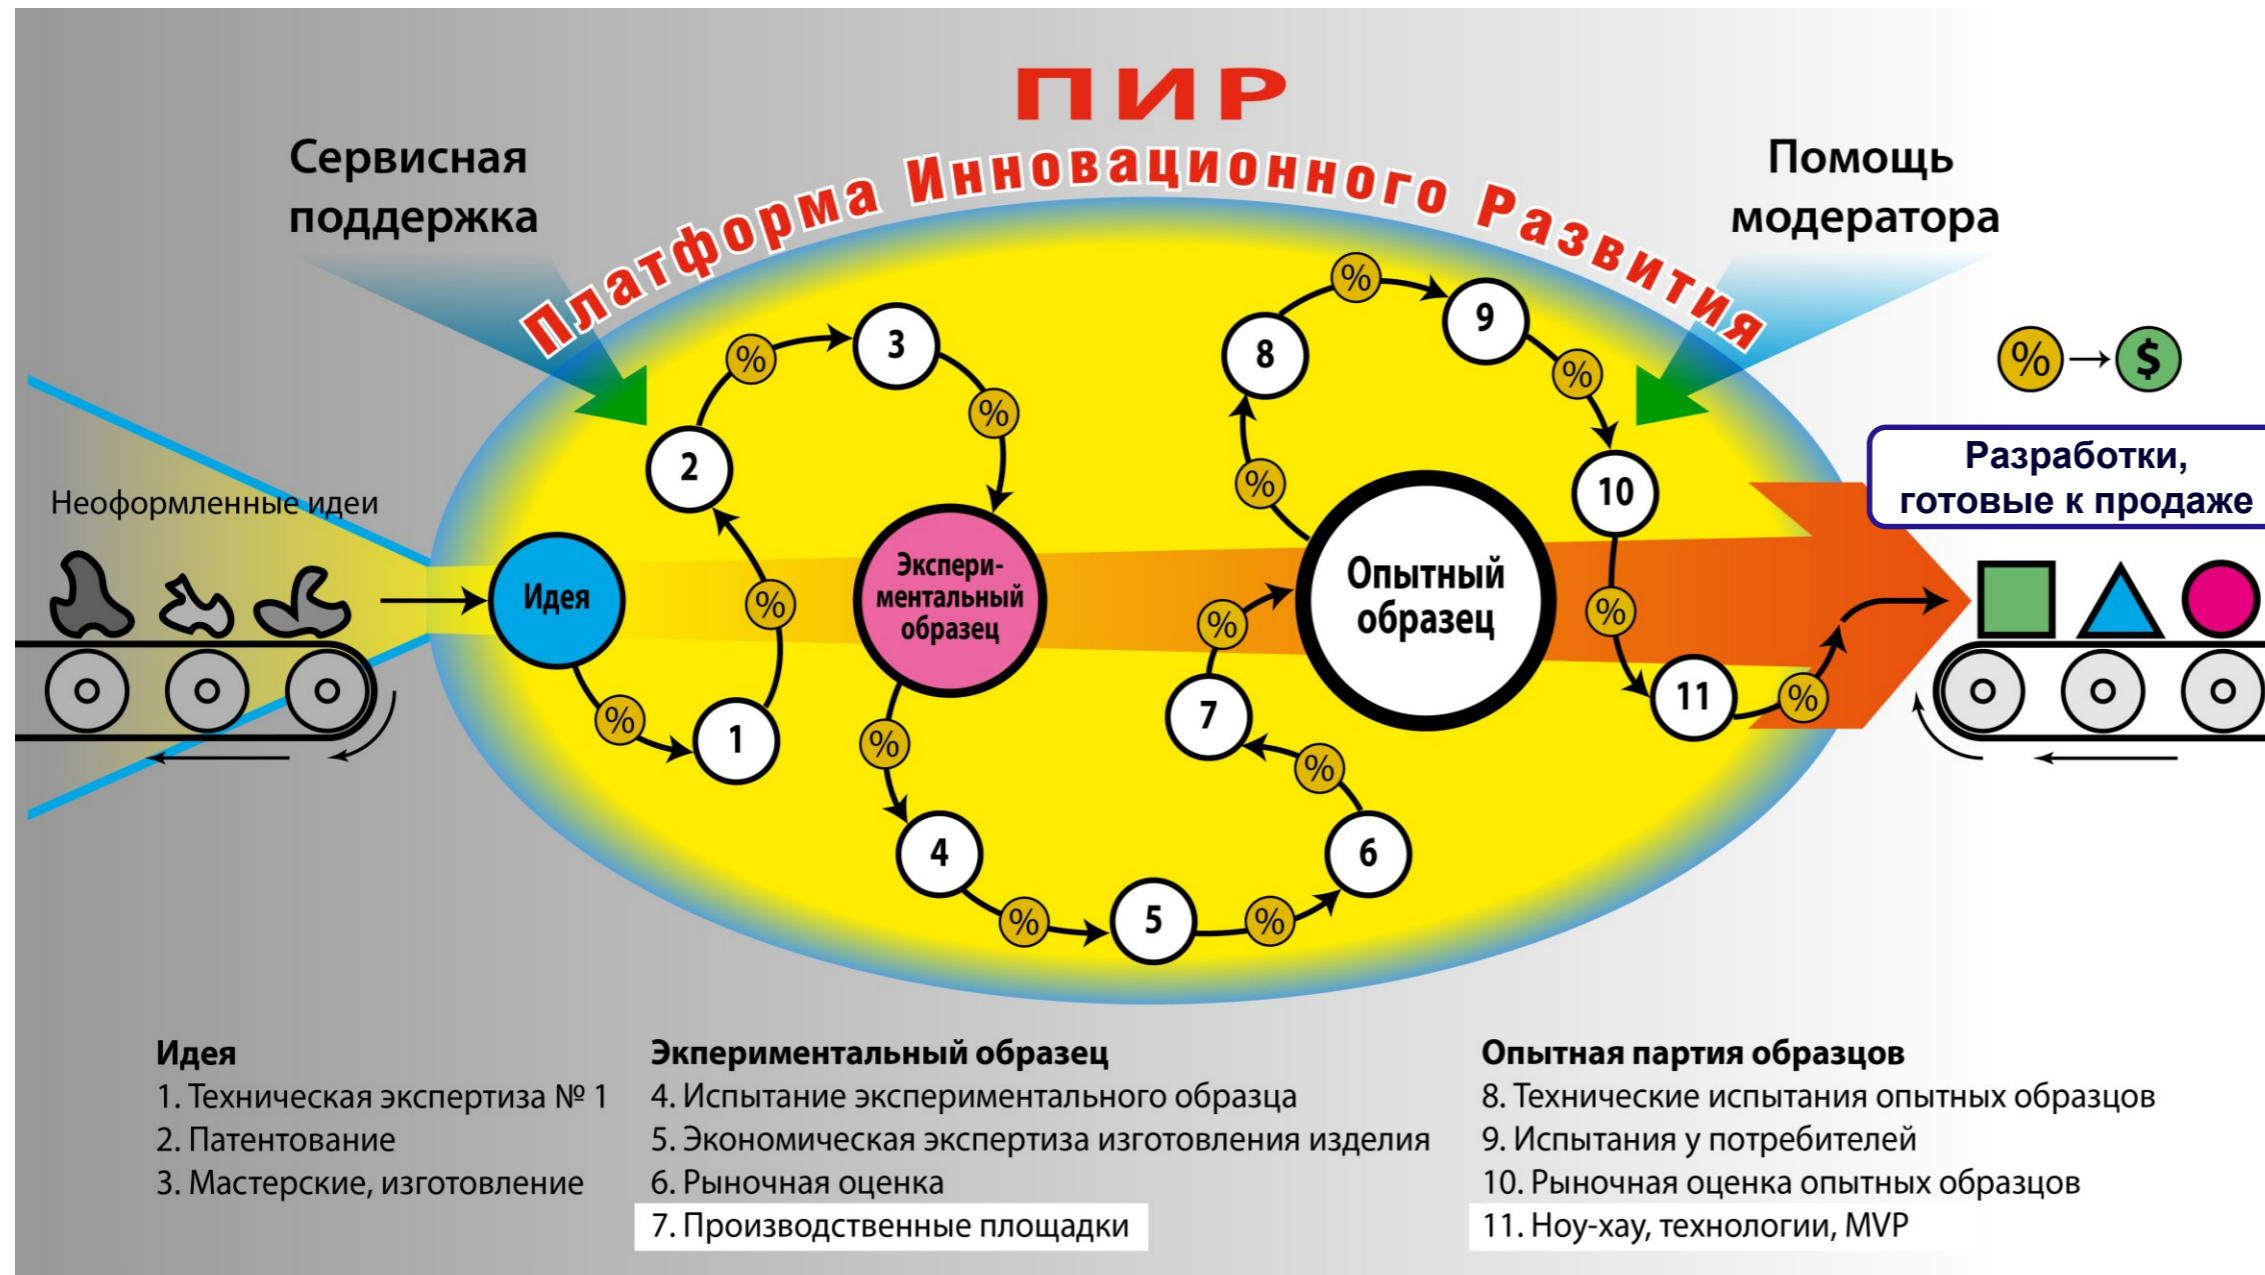 ПИР
Платформа Инновационного Развития
Сервисная
поддержка
Помощь
модератора
% → $
Разработки,
готовые к продаже
Неоформленные идеи
Идея
%
1
%
2
%
3
%
Экспери-
ментальный
образец
%
4
%
5
%
6
%
7
%
Опытный
образец
%
8
%
9
%
10
%
11
%
Идея
1. Техническая экспертиза № 1
2. Патентование
3. Мастерские, изготовление
Экпериментальный образец
4. Испытание экспериментального образца
5. Экономическая экспертиза изготовления изделия
6. Рыночная оценка
7. Производственные площадки
Опытная партия образцов
8. Технические испытания опытных образцов
9. Испытания у потребителей
10. Рыночная оценка опытных образцов
11. Ноу-хау, технологии, MVP